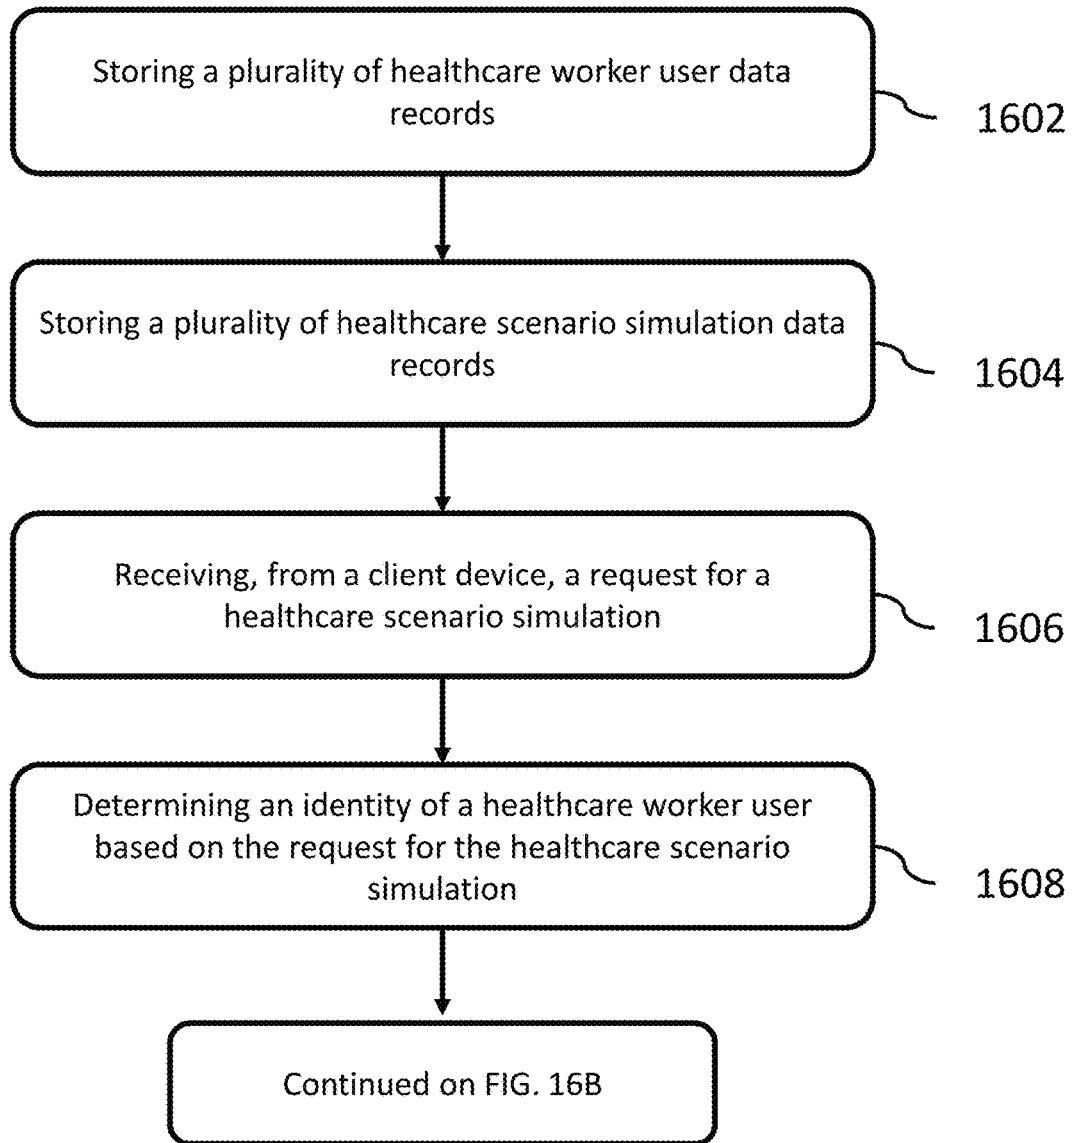 Storing a plurality of healthcare worker user data
records
1602
Storing a plurality of healthcare scenario simulation data
records
1604
Receiving, from a client device, a request for a
healthcare scenario simulation
1606
Determining an identity of a healthcare worker user
based on the request for the healthcare scenario
simulation
1608
Continued on FIG. 16B